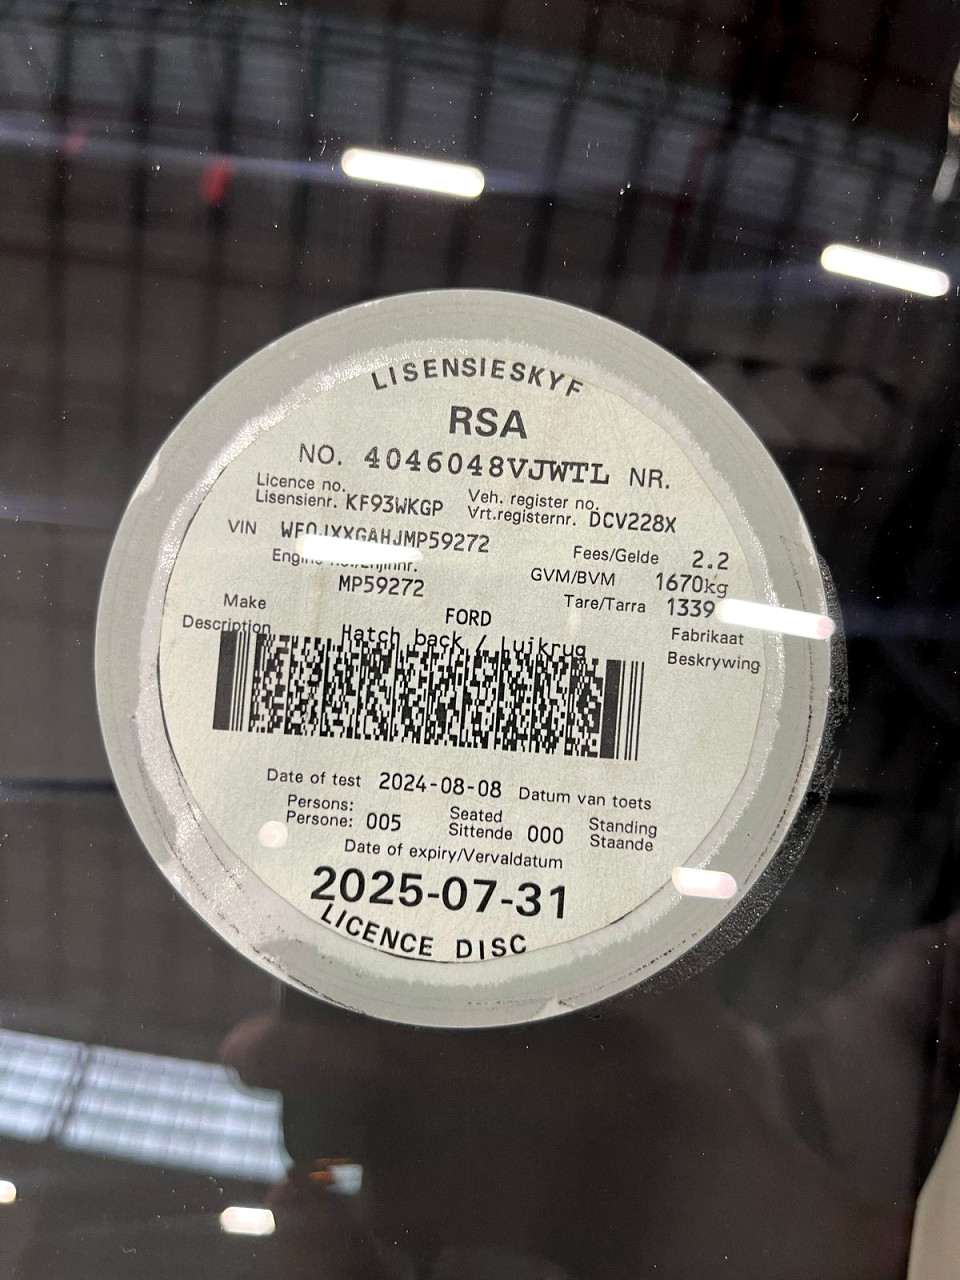 LISENSIESKYF
RSA
NO. 4046048VJWTL NR.
Licence no.
Lisensienr. KF93WKGP
Veh. register no.
Vrt.registernr. DCV228X
VIN
Fees/Gelde 2.2
MP59272
GVM/BVM 1670kg
Tare/Tarra 1339
Make FORD Fabrikaat
Description Hatch back / Luikrug Beskrywing
Date of test 2024-08-08 Datum van toets
Persons: Seated Standing
Persone: 005 Sittende 000 Staande
Date of expiry/Vervaldatum
2025-07-31
LICENCE DISC